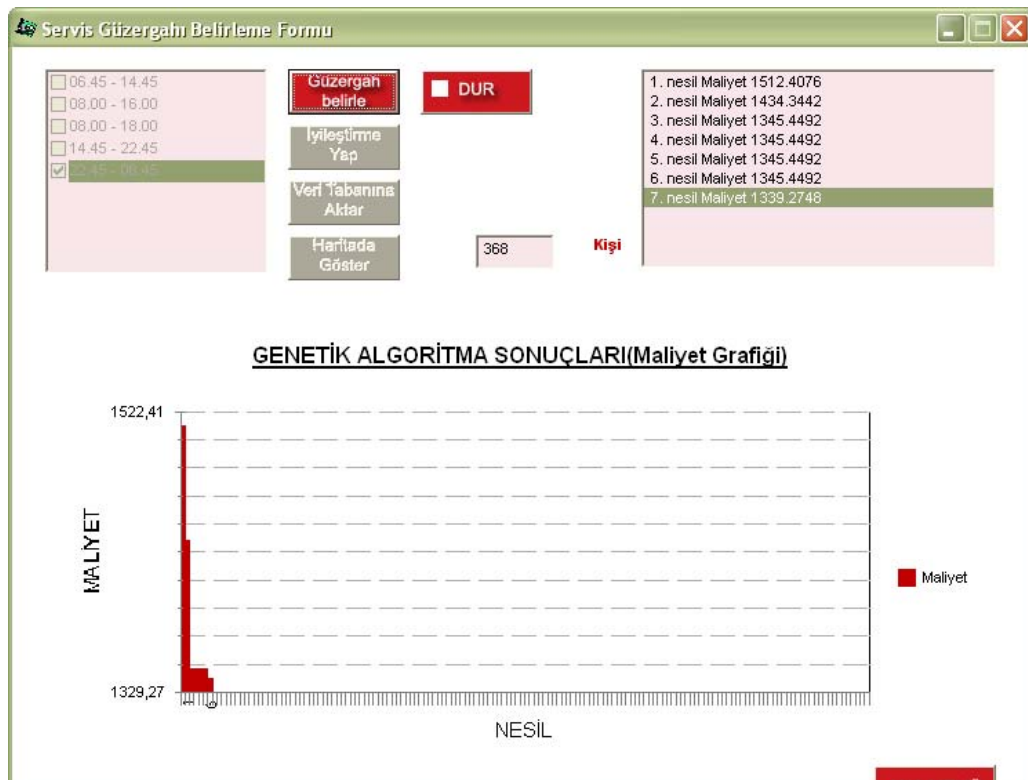 Servis Güzergahı Belirleme Formu
06.45 - 14.45
08.00 - 16.00
08.00 - 18.00
14.45 - 22.45
22.45 - 06.45
Güzergah
belirle
DUR
İyileştirme
Yap
Veri Tabanına
Aktar
Haritada
Göster
368
Kişi
1. nesil Maliyet 1512.4076
2. nesil Maliyet 1434.3442
3. nesil Maliyet 1345.4492
4. nesil Maliyet 1345.4492
5. nesil Maliyet 1345.4492
6. nesil Maliyet 1345.4492
7. nesil Maliyet 1339.2748
GENETİK ALGORİTMA SONUÇLARI(Maliyet Grafiği)
1522,41
MALİYET
1329,27
1
6
NESİL
Maliyet